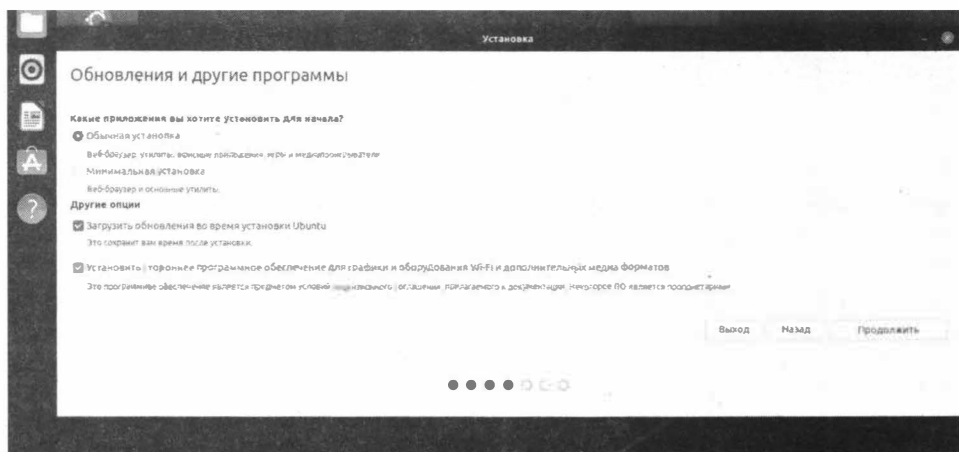 Установка
Обновления и другие программы
Какие приложения вы хотите установить для начала?
Обычная установка
Веб-браузер, утилиты, офисные приложения, игры и медиапроигрыватели
Минимальная установка
Веб-браузер и основные утилиты.
Другие опции
Загрузить обновления во время установки Ubuntu
Это сохранит вам время после установки.
Установить стороннее программное обеспечение для графики и оборудования Wi-Fi и дополнительных медиа форматов
Это программное обеспечение является предметом условий лицензионного соглашения, прилагаемого к документации. Некоторое ПО является проприетарным.
Выход Назад Продолжить